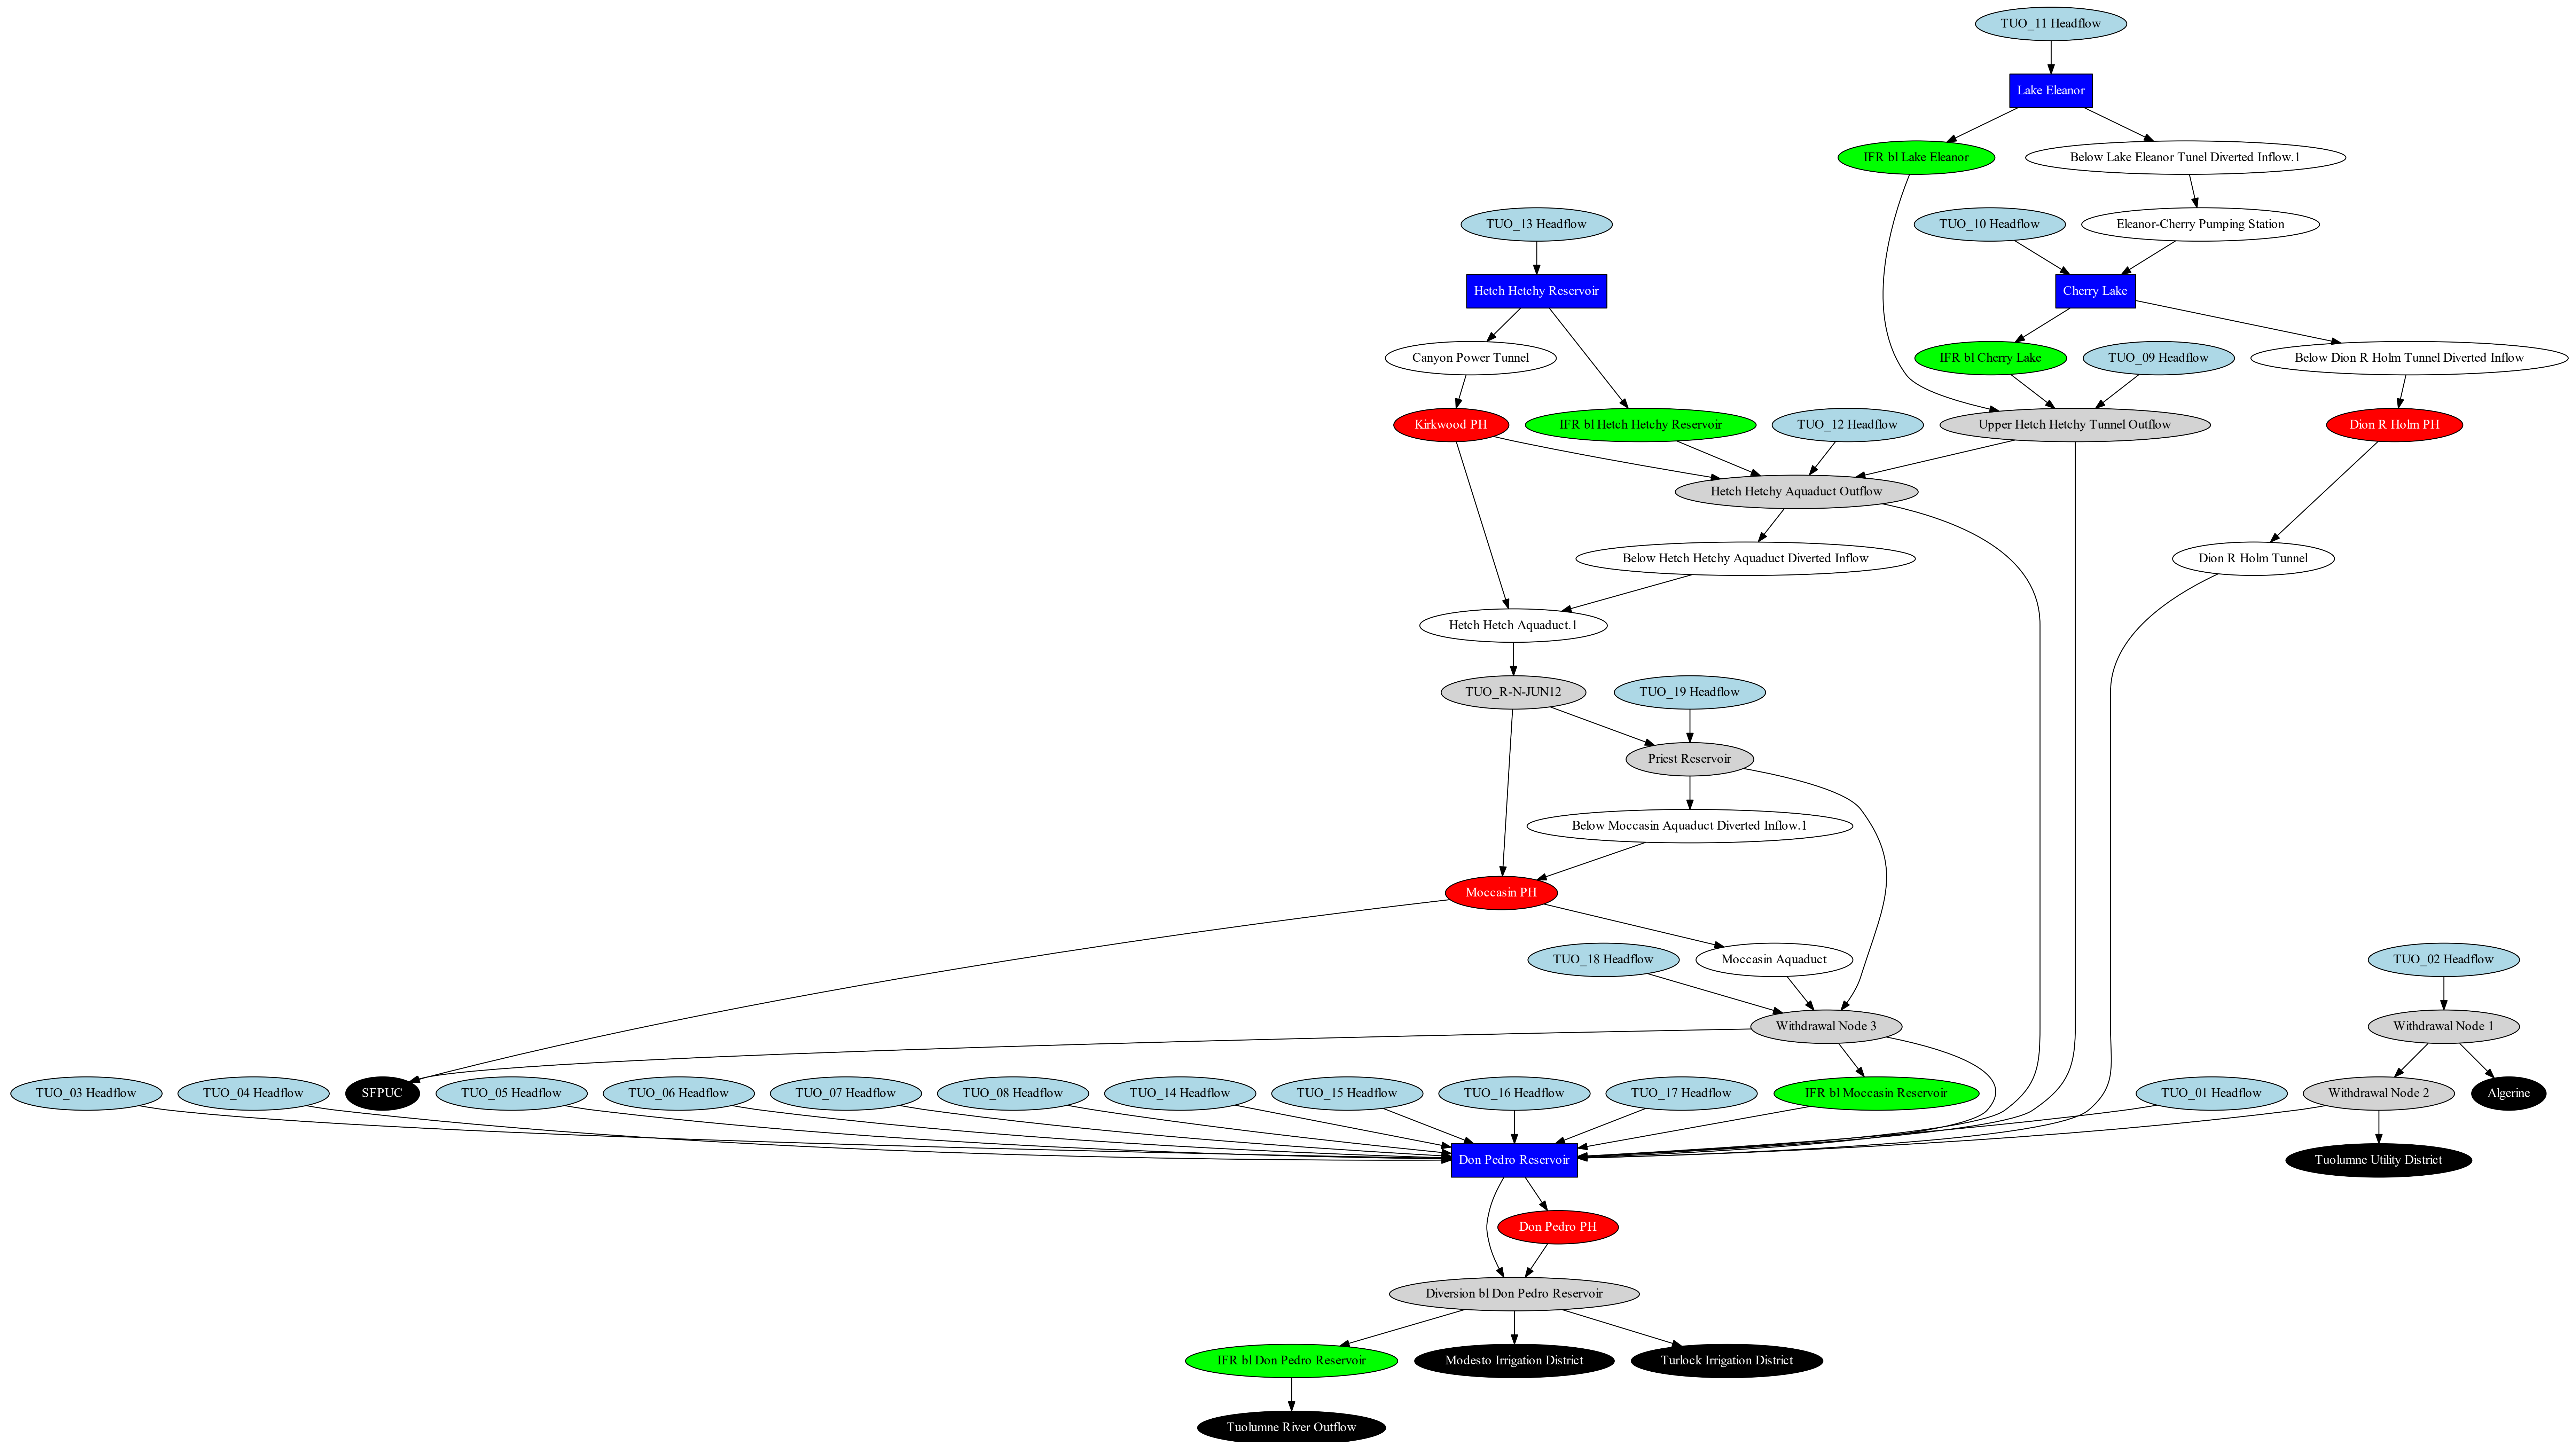 TUO_11 Headflow
Lake Eleanor
IFR bl Lake Eleanor
Below Lake Eleanor Tunel Diverted Inflow.1
TUO_13 Headflow
TUO_10 Headflow
Eleanor-Cherry Pumping Station
Hetch Hetchy Reservoir
Cherry Lake
Canyon Power Tunnel
IFR bl Cherry Lake
TUO_09 Headflow
Below Dion R Holm Tunnel Diverted Inflow
Kirkwood PH
IFR bl Hetch Hetchy Reservoir
TUO_12 Headflow
Upper Hetch Hetchy Tunnel Outflow
Dion R Holm PH
Hetch Hetchy Aquaduct Outflow
Below Hetch Hetchy Aquaduct Diverted Inflow
Dion R Holm Tunnel
Hetch Hetch Aquaduct.1
TUO_R-N-JUN12
TUO_19 Headflow
Priest Reservoir
Below Moccasin Aquaduct Diverted Inflow.1
Moccasin PH
TUO_18 Headflow
Moccasin Aquaduct
TUO_02 Headflow
Withdrawal Node 3
Withdrawal Node 1
TUO_03 Headflow
TUO_04 Headflow
SFPUC
TUO_05 Headflow
TUO_06 Headflow
TUO_07 Headflow
TUO_08 Headflow
TUO_14 Headflow
TUO_15 Headflow
TUO_16 Headflow
TUO_17 Headflow
IFR bl Moccasin Reservoir
TUO_01 Headflow
Withdrawal Node 2
Algerine
Don Pedro Reservoir
Tuolumne Utility District
Don Pedro PH
Diversion bl Don Pedro Reservoir
IFR bl Don Pedro Reservoir
Modesto Irrigation District
Turlock Irrigation District
Tuolumne River Outflow